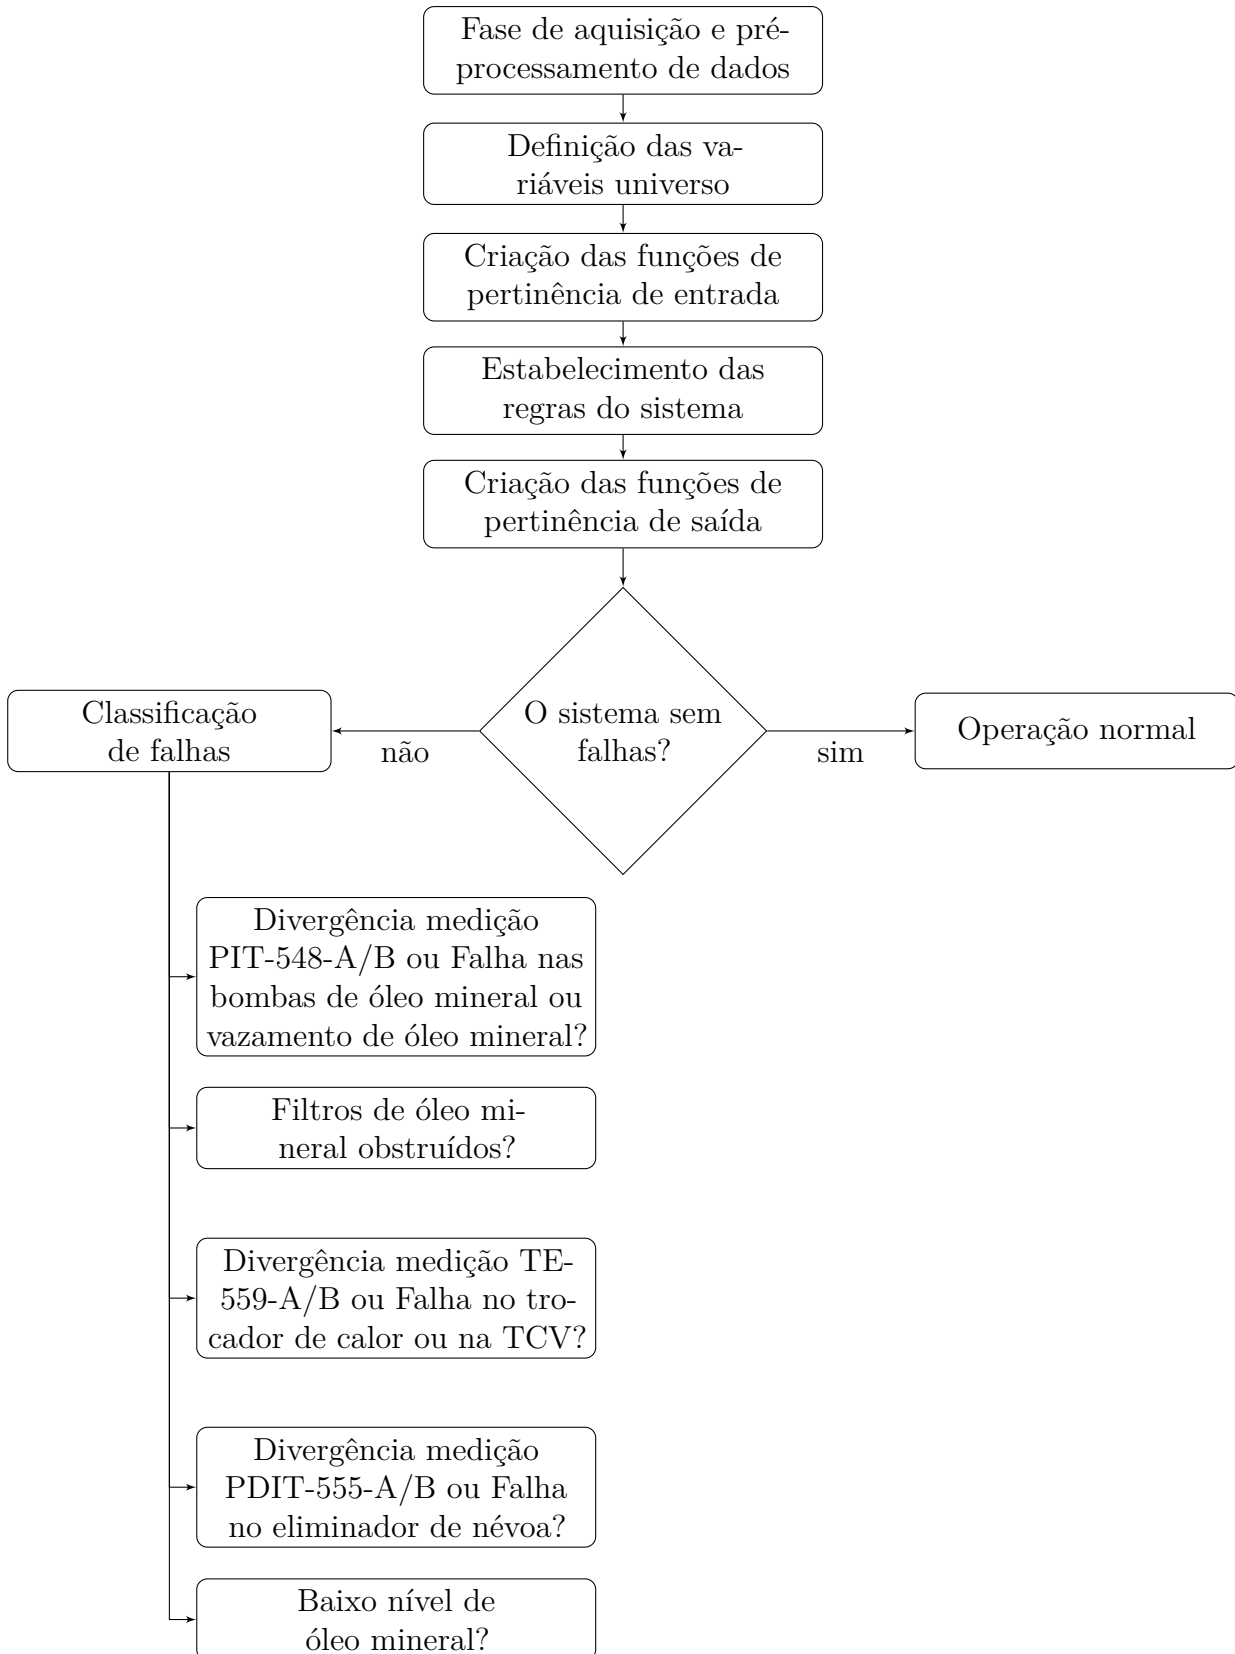 Fase de aquisição e pré-
processamento de dados
Definição das va-
riáveis universo
Criação das funções de
pertinência de entrada
Estabelecimento das
regras do sistema
Criação das funções de
pertinência de saída
O sistema sem
falhas?
não
sim
Classificação
de falhas
Operação normal
Divergência medição
PIT-548-A/B ou Falha nas
bombas de óleo mineral ou
vazamento de óleo mineral?
Filtros de óleo mi-
neral obstruídos?
Divergência medição TE-
559-A/B ou Falha no tro-
cador de calor ou na TCV?
Divergência medição
PDIT-555-A/B ou Falha
no eliminador de névoa?
Baixo nível de
óleo mineral?